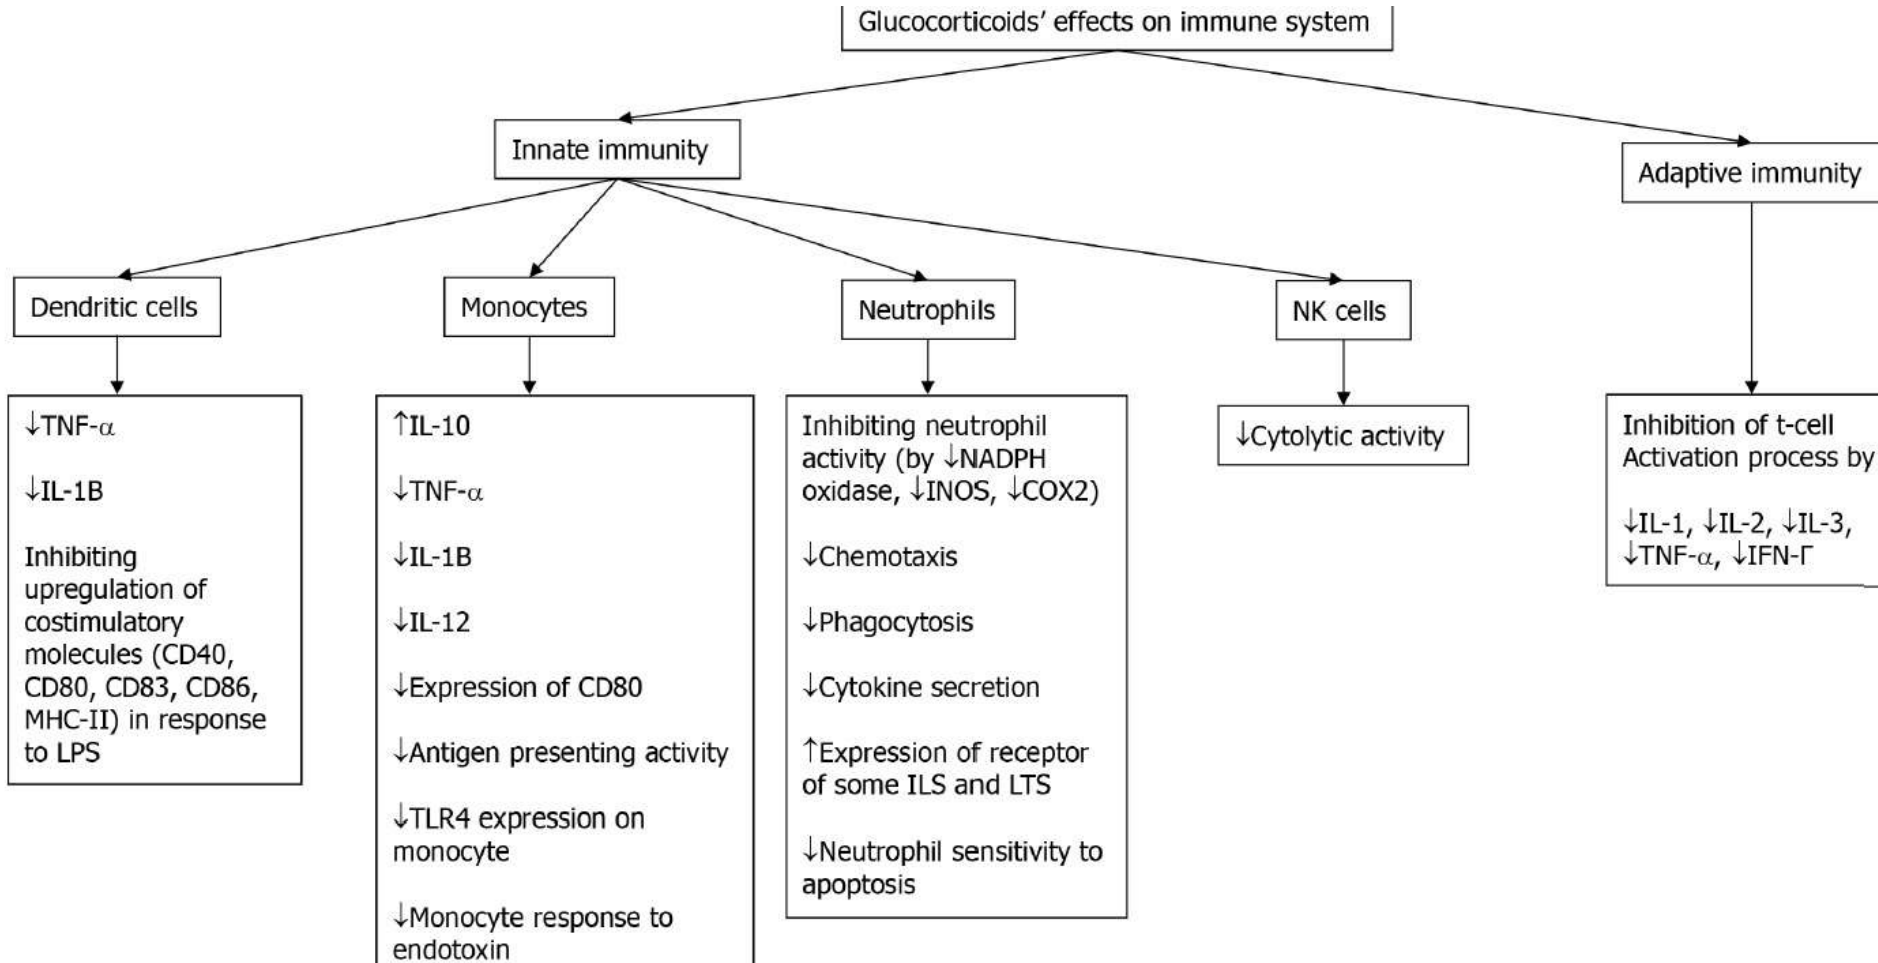 Glucocorticoids' effects on immune system
Innate immunity
Adaptive immunity
Dendritic cells
Monocytes
Neutrophils
NK cells
↓TNF-α
↓IL-1B
Inhibiting
upregulation of
costimulatory
molecules (CD40,
CD80, CD83, CD86,
MHC-II) in response
to LPS
↑IL-10
↓TNF-α
↓IL-1B
↓IL-12
↓Expression of CD80
↓Antigen presenting activity
↓TLR4 expression on
monocyte
↓Monocyte response to
endotoxin
Inhibiting neutrophil
activity (by ↓NADPH
oxidase, ↓INOS, ↓COX2)
↓Chemotaxis
↓Phagocytosis
↓Cytokine secretion
↑Expression of receptor
of some ILS and LTS
↓Neutrophil sensitivity to
apoptosis
↓Cytolytic activity
Inhibition of t-cell
Activation process by
↓IL-1, ↓IL-2, ↓IL-3,
↓TNF-α, ↓IFN-Γ